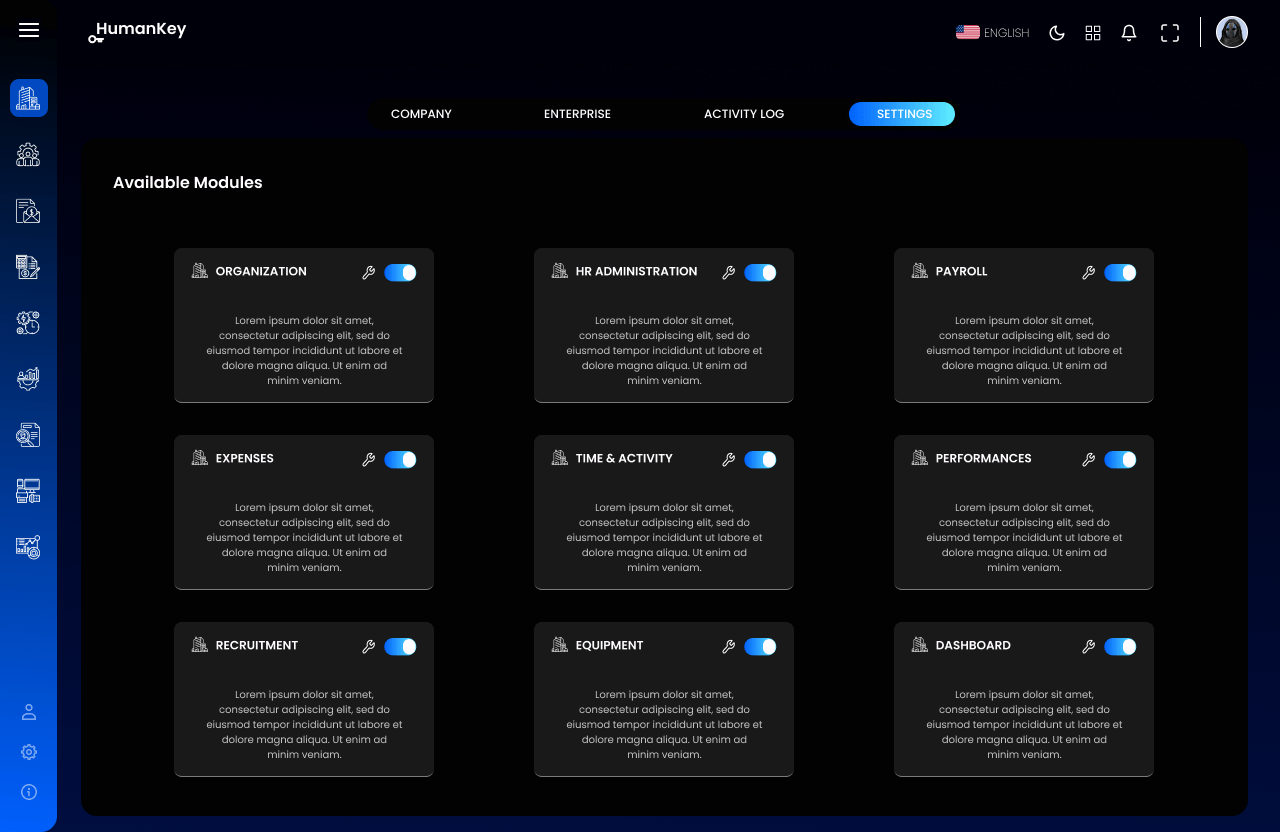 HumanKey
ENGLISH
COMPANY
ENTERPRISE
ACTIVITY LOG
SETTINGS
Available Modules
ORGANIZATION
Lorem ipsum dolor sit amet,
consectetur adipiscing elit, sed do
eiusmod tempor incididunt ut labore et
dolore magna aliqua. Ut enim ad
minim veniam.
HR ADMINISTRATION
Lorem ipsum dolor sit amet,
consectetur adipiscing elit, sed do
eiusmod tempor incididunt ut labore et
dolore magna aliqua. Ut enim ad
minim veniam.
PAYROLL
Lorem ipsum dolor sit amet,
consectetur adipiscing elit, sed do
eiusmod tempor incididunt ut labore et
dolore magna aliqua. Ut enim ad
minim veniam.
EXPENSES
Lorem ipsum dolor sit amet,
consectetur adipiscing elit, sed do
eiusmod tempor incididunt ut labore et
dolore magna aliqua. Ut enim ad
minim veniam.
TIME & ACTIVITY
Lorem ipsum dolor sit amet,
consectetur adipiscing elit, sed do
eiusmod tempor incididunt ut labore et
dolore magna aliqua. Ut enim ad
minim veniam.
PERFORMANCES
Lorem ipsum dolor sit amet,
consectetur adipiscing elit, sed do
eiusmod tempor incididunt ut labore et
dolore magna aliqua. Ut enim ad
minim veniam.
RECRUITMENT
Lorem ipsum dolor sit amet,
consectetur adipiscing elit, sed do
eiusmod tempor incididunt ut labore et
dolore magna aliqua. Ut enim ad
minim veniam.
EQUIPMENT
Lorem ipsum dolor sit amet,
consectetur adipiscing elit, sed do
eiusmod tempor incididunt ut labore et
dolore magna aliqua. Ut enim ad
minim veniam.
DASHBOARD
Lorem ipsum dolor sit amet,
consectetur adipiscing elit, sed do
eiusmod tempor incididunt ut labore et
dolore magna aliqua. Ut enim ad
minim veniam.